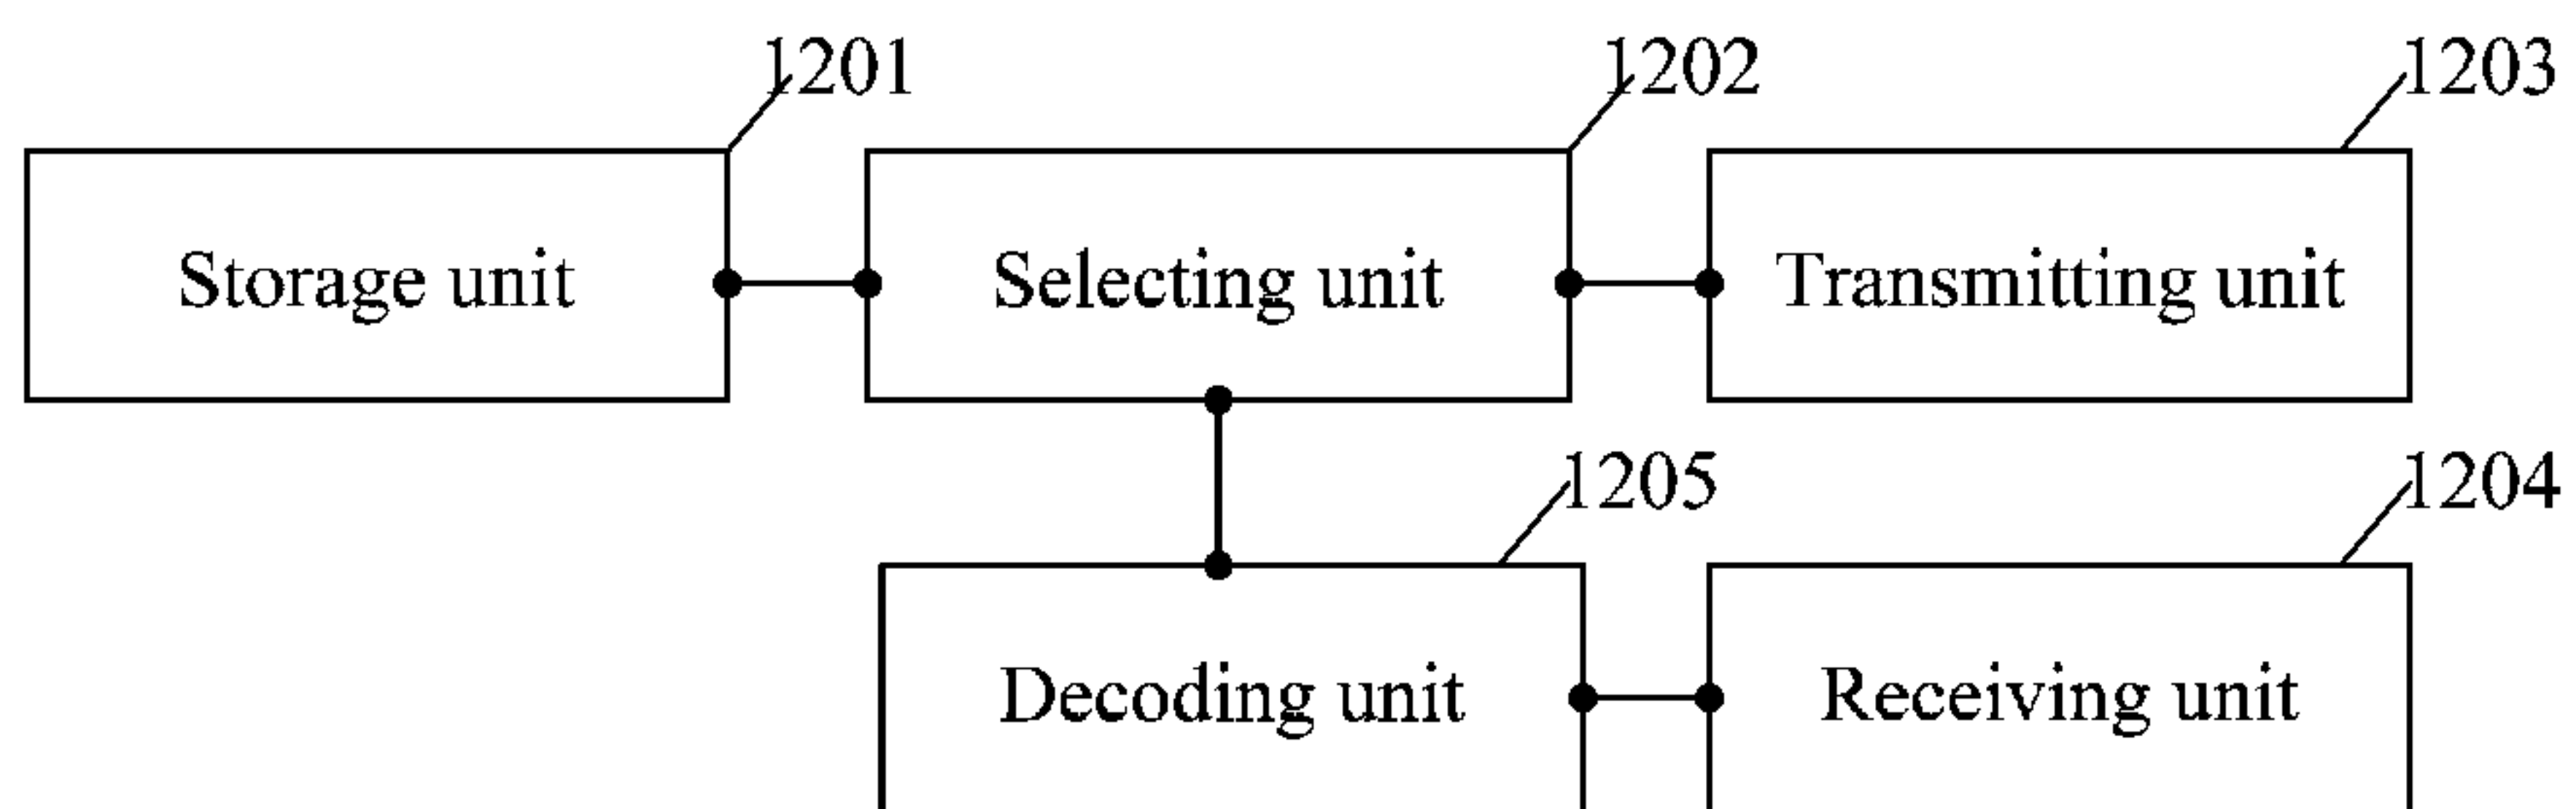 1201
1202
1203
Storage unit
Selecting unit
Transmitting unit
1205
1204
Decoding unit
Receiving unit